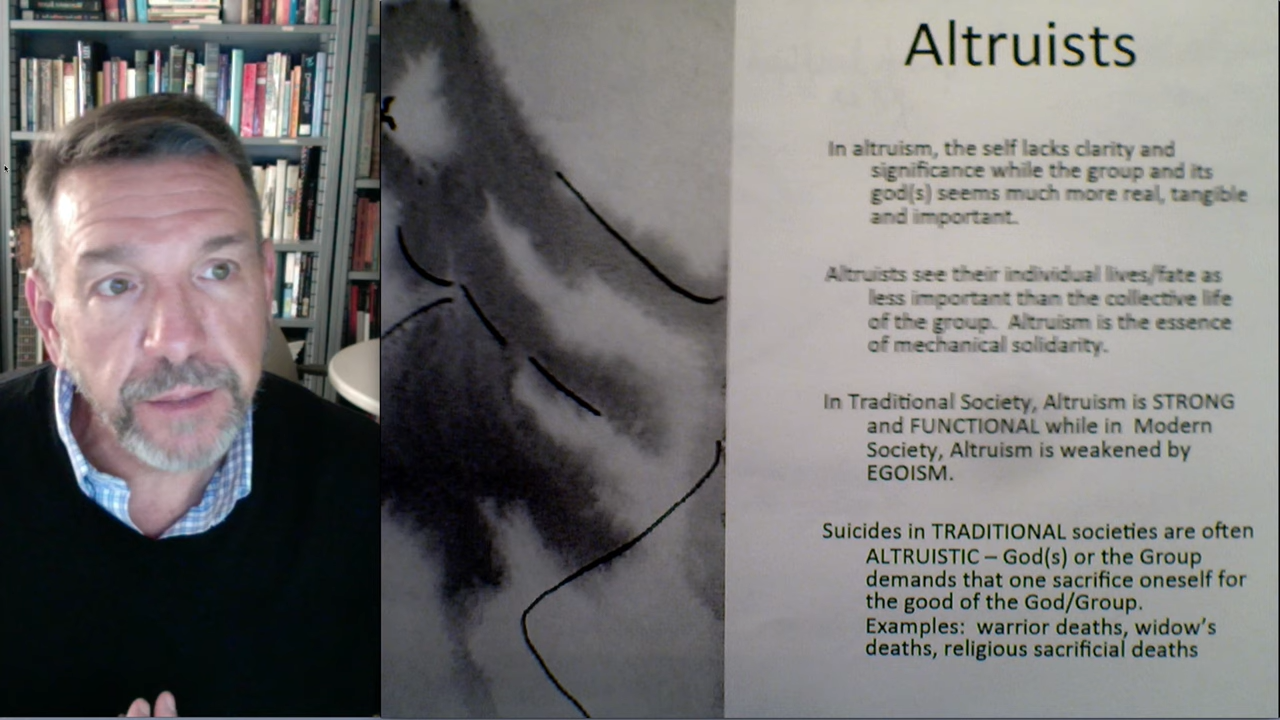 Altruists
In altruism, the self lacks clarity and
significance while the group and its
god(s) seems much more real, tangible
and important.
Altruists see their individual lives/fate as
less important than the collective life
of the group. Altruism is the essence
of mechanical solidarity.
In Traditional Society, Altruism is STRONG
and FUNCTIONAL while in Modern
Society, Altruism is weakened by
EGOISM.
Suicides in TRADITIONAL societies are often
ALTRUISTIC – God(s) or the Group
demands that one sacrifice oneself for
the good of the God/Group.
Examples: warrior deaths, widow's
deaths, religious sacrificial deaths